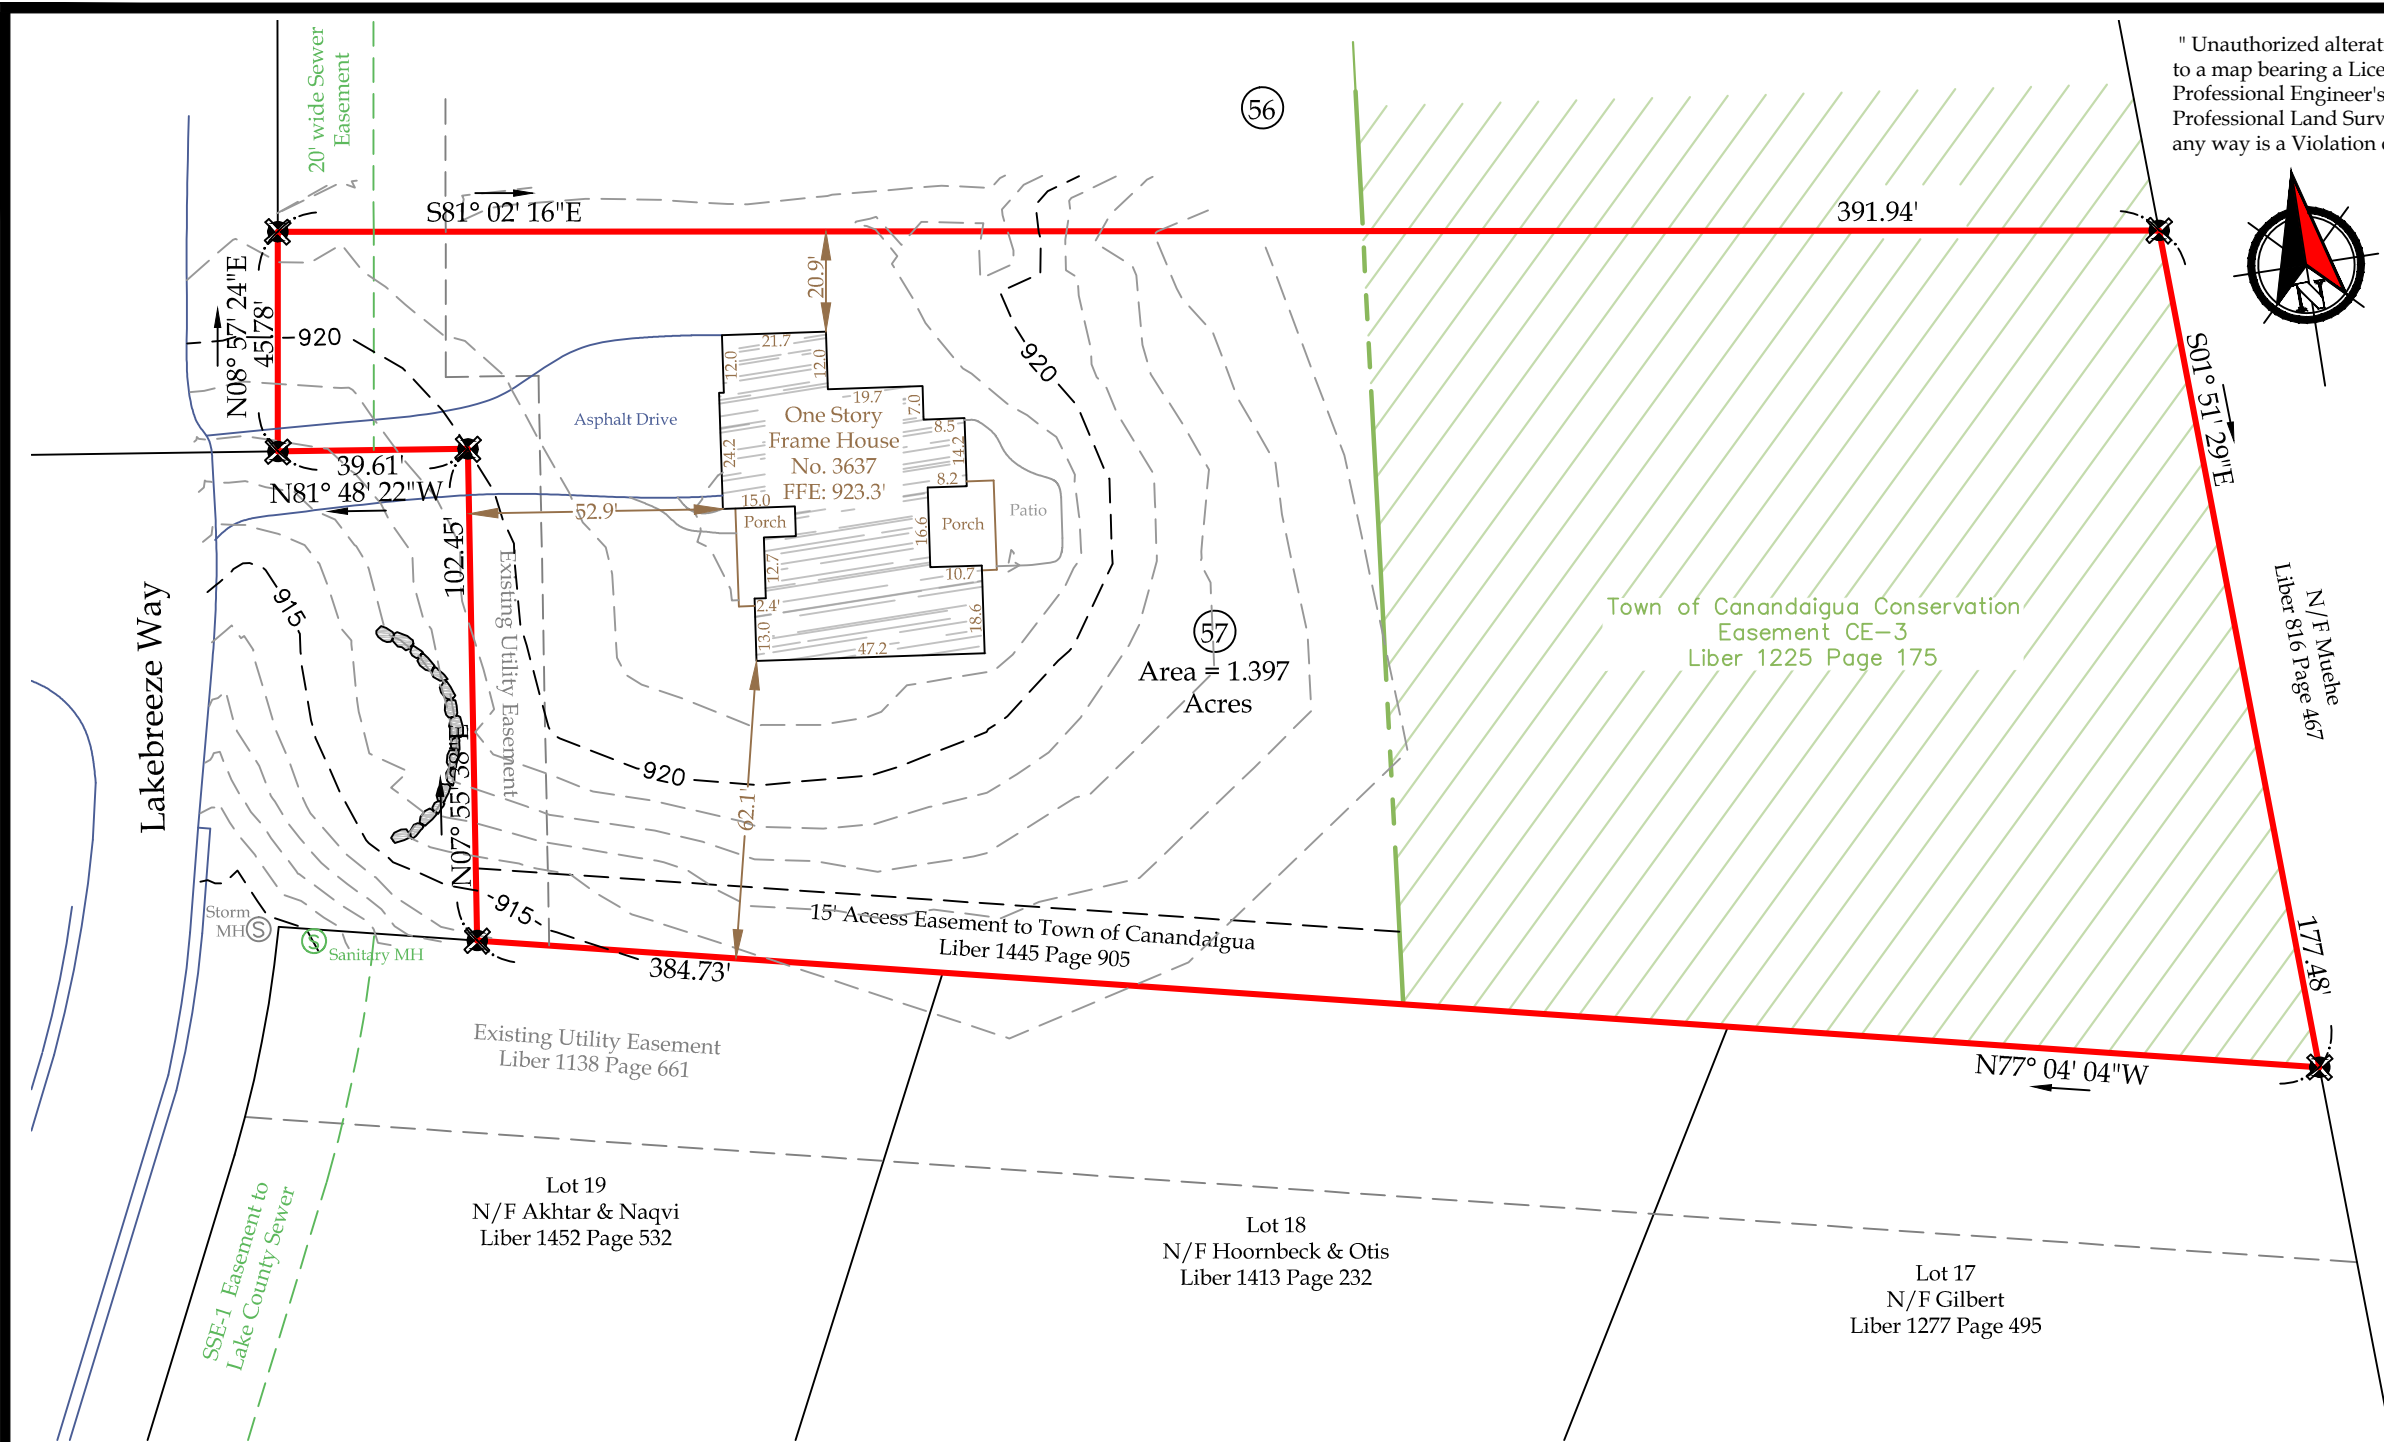 " Unauthorized alterat
to a map bearing a Lice
Professional Engineer's
Professional Land Surv
any way is a Violation o
N
20' wide Sewer
Easement
56
S81° 02' 16"E
391.94'
N08° 57' 24"E
45.78'
920
20.9'
920
S01° 51' 29"E
39.61'
N81° 48' 22"W
Asphalt Drive
21.7
12.0
12.0
19.7
7.0
8.5
14.2
24.2
8.2
One Story
Frame House
No. 3637
FFE: 923.3'
15.0
Porch
Porch
Patio
16.6
10.7
12.7
2.4'
13.0
18.6
47.2
52.9'
102.45'
Existing Utility Easement
N07° 55' 38"E
915
Lakebreeze Way
57
Area = 1.397
Acres
Town of Canandaigua Conservation
Easement CE-3
Liber 1225 Page 175
N/F Muehe
Liber 816 Page 467
920
62.1'
915
15' Access Easement to Town of Canandaigua
Liber 1445 Page 905
384.73'
177.48'
N77° 04' 04"W
Storm
MH
S
S
Sanitary MH
Existing Utility Easement
Liber 1138 Page 661
SSE-1 Easement to
Lake County Sewer
Lot 19
N/F Akhtar & Naqvi
Liber 1452 Page 532
Lot 18
N/F Hoornbeck & Otis
Liber 1413 Page 232
Lot 17
N/F Gilbert
Liber 1277 Page 495